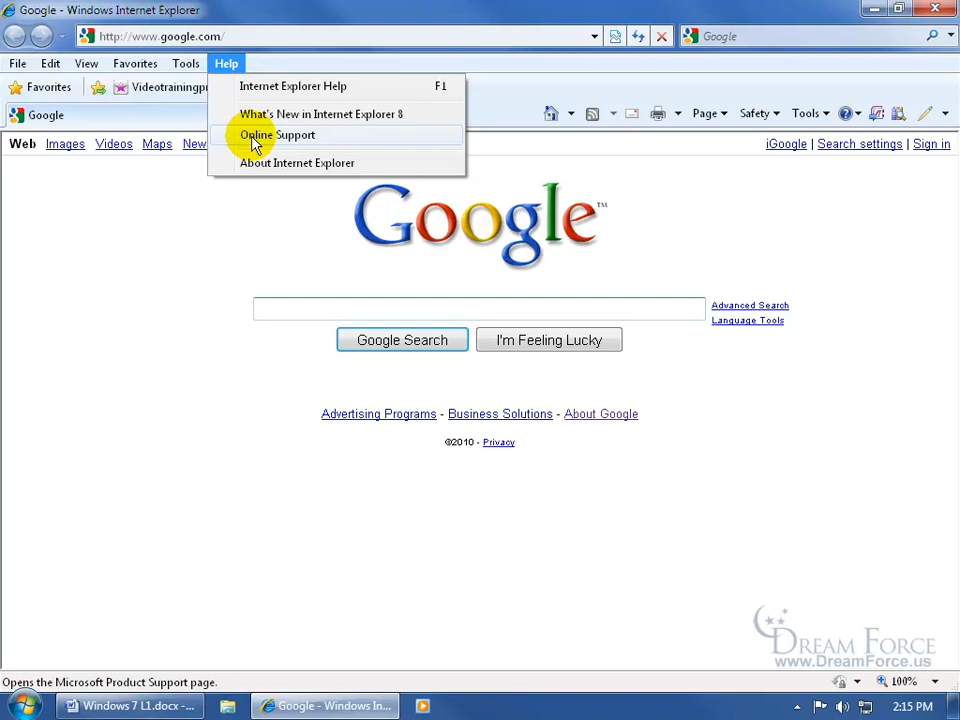 Google - Windows Internet Explorer
http://www.google.com/
Google
File Edit View Favorites Tools Help
Favorites Videotrainingpr
Internet Explorer Help F1
What's New in Internet Explorer 8
Online Support
About Internet Explorer
Google
Page Safety Tools
Web Images Videos Maps New
iGoogle | Search settings | Sign in
Google™
Advanced Search
Language Tools
Google Search I'm Feeling Lucky
Advertising Programs - Business Solutions - About Google
©2010 - Privacy
DREAM FORCE
www.DreamForce.us
Opens the Microsoft Product Support page.
100%
Windows 7 L1.docx -...
Google - Windows In...
2:15 PM